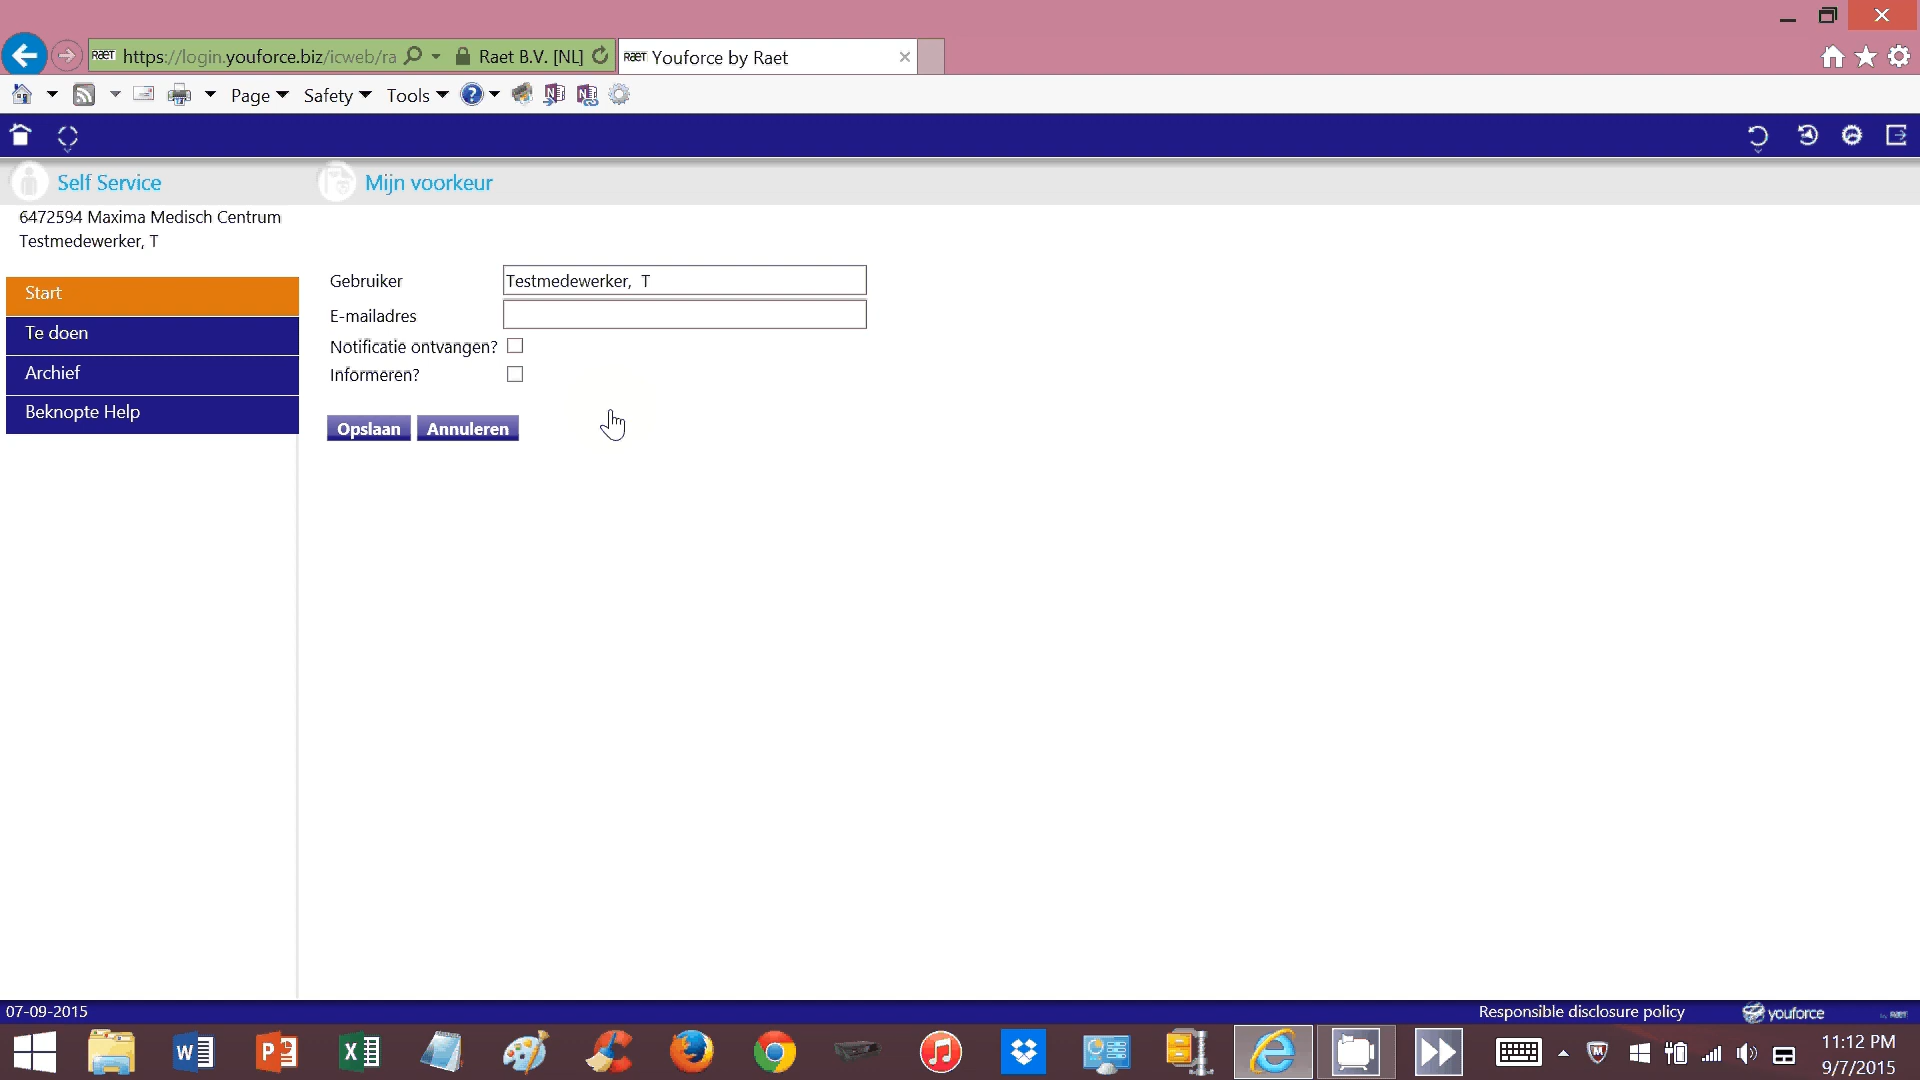 https://login.youforce.biz/icweb/ra
Raet B.V. [NL]
Raet Youforce by Raet
Page
Safety
Tools
Self Service
Mijn voorkeur
6472594 Maxima Medisch Centrum
Testmedewerker, T
Start
Te doen
Archief
Beknopte Help
Gebruiker
Testmedewerker, T
E-mailadres
Notificatie ontvangen?
Informeren?
Opslaan
Annuleren
07-09-2015
Responsible disclosure policy
youforce
11:12 PM
9/7/2015